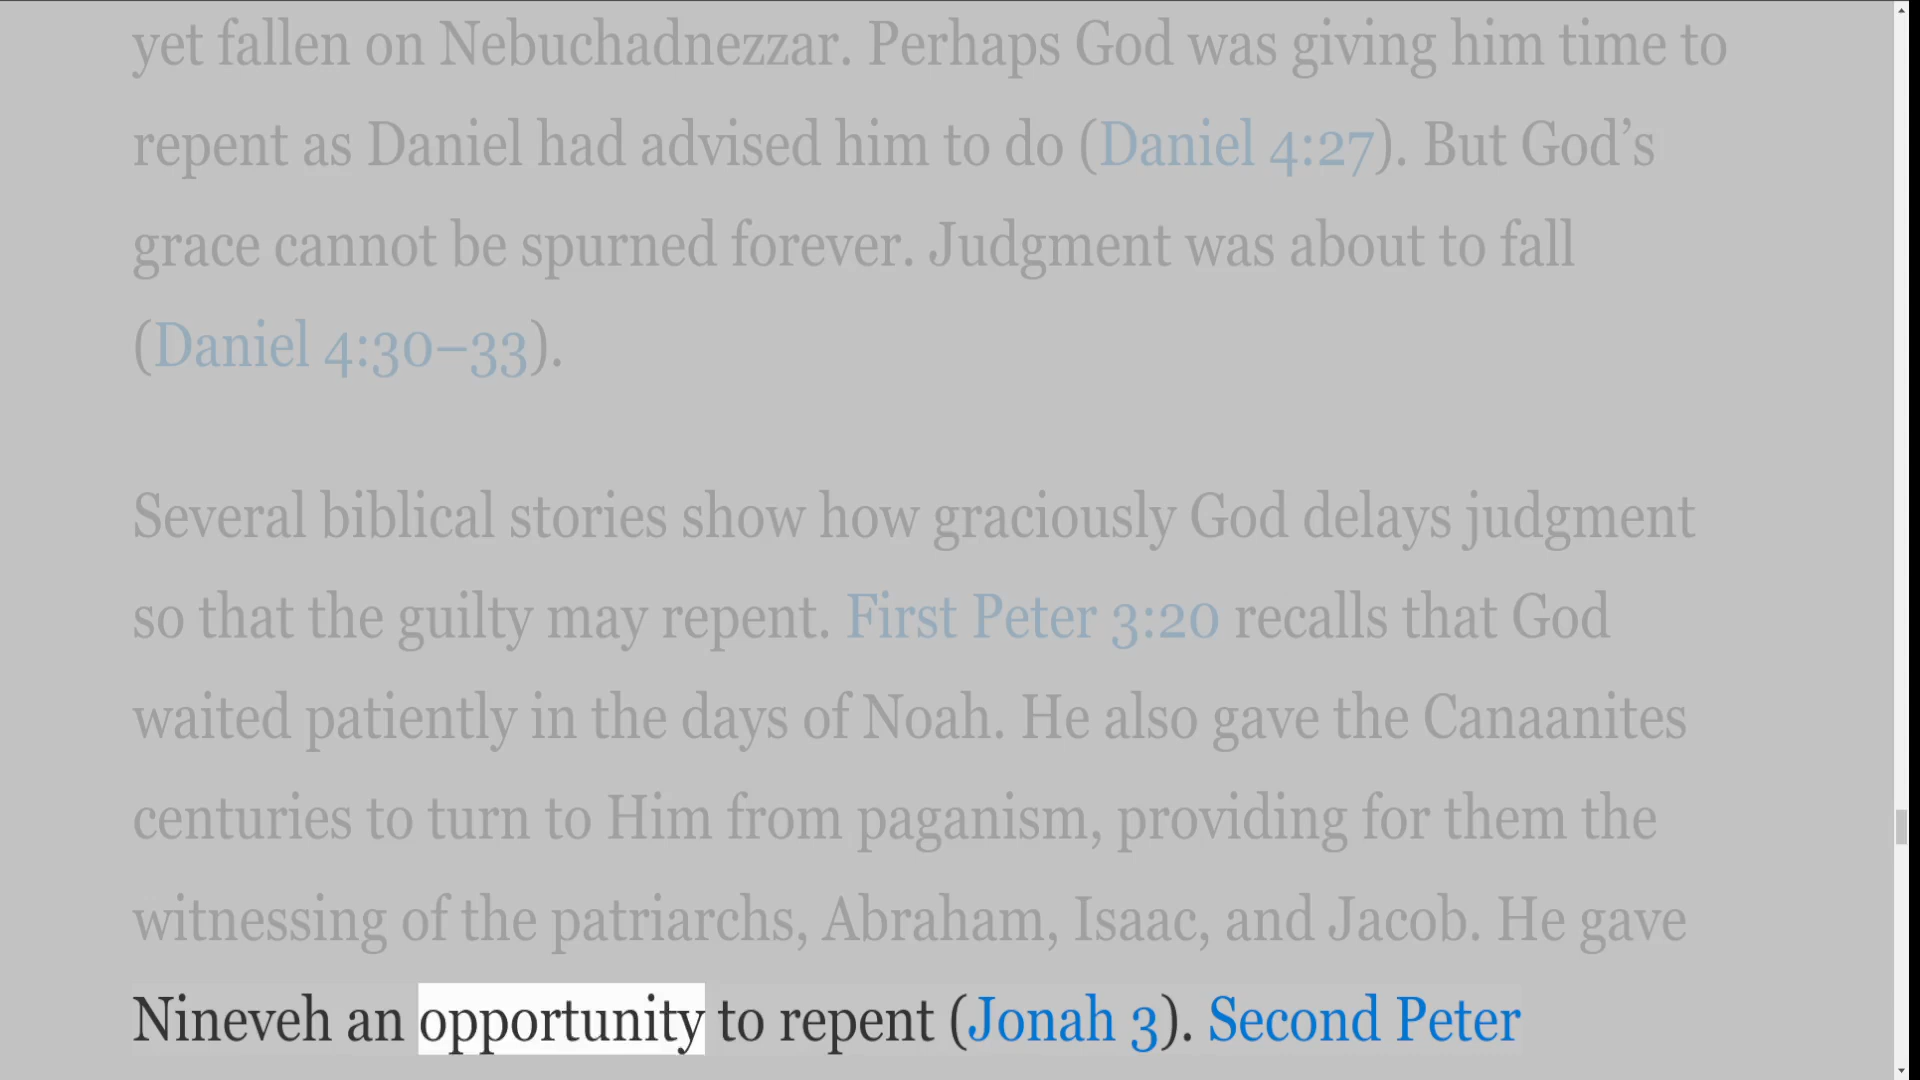 yet fallen on Nebuchadnezzar. Perhaps God was giving him time to
repent as Daniel had advised him to do (Daniel 4:27). But God’s
grace cannot be spurned forever. Judgment was about to fall
(Daniel 4:30–33).
Several biblical stories show how graciously God delays judgment
so that the guilty may repent. First Peter 3:20 recalls that God
waited patiently in the days of Noah. He also gave the Canaanites
centuries to turn to Him from paganism, providing for them the
witnessing of the patriarchs, Abraham, Isaac, and Jacob. He gave
Nineveh an opportunity to repent (Jonah 3). Second Peter